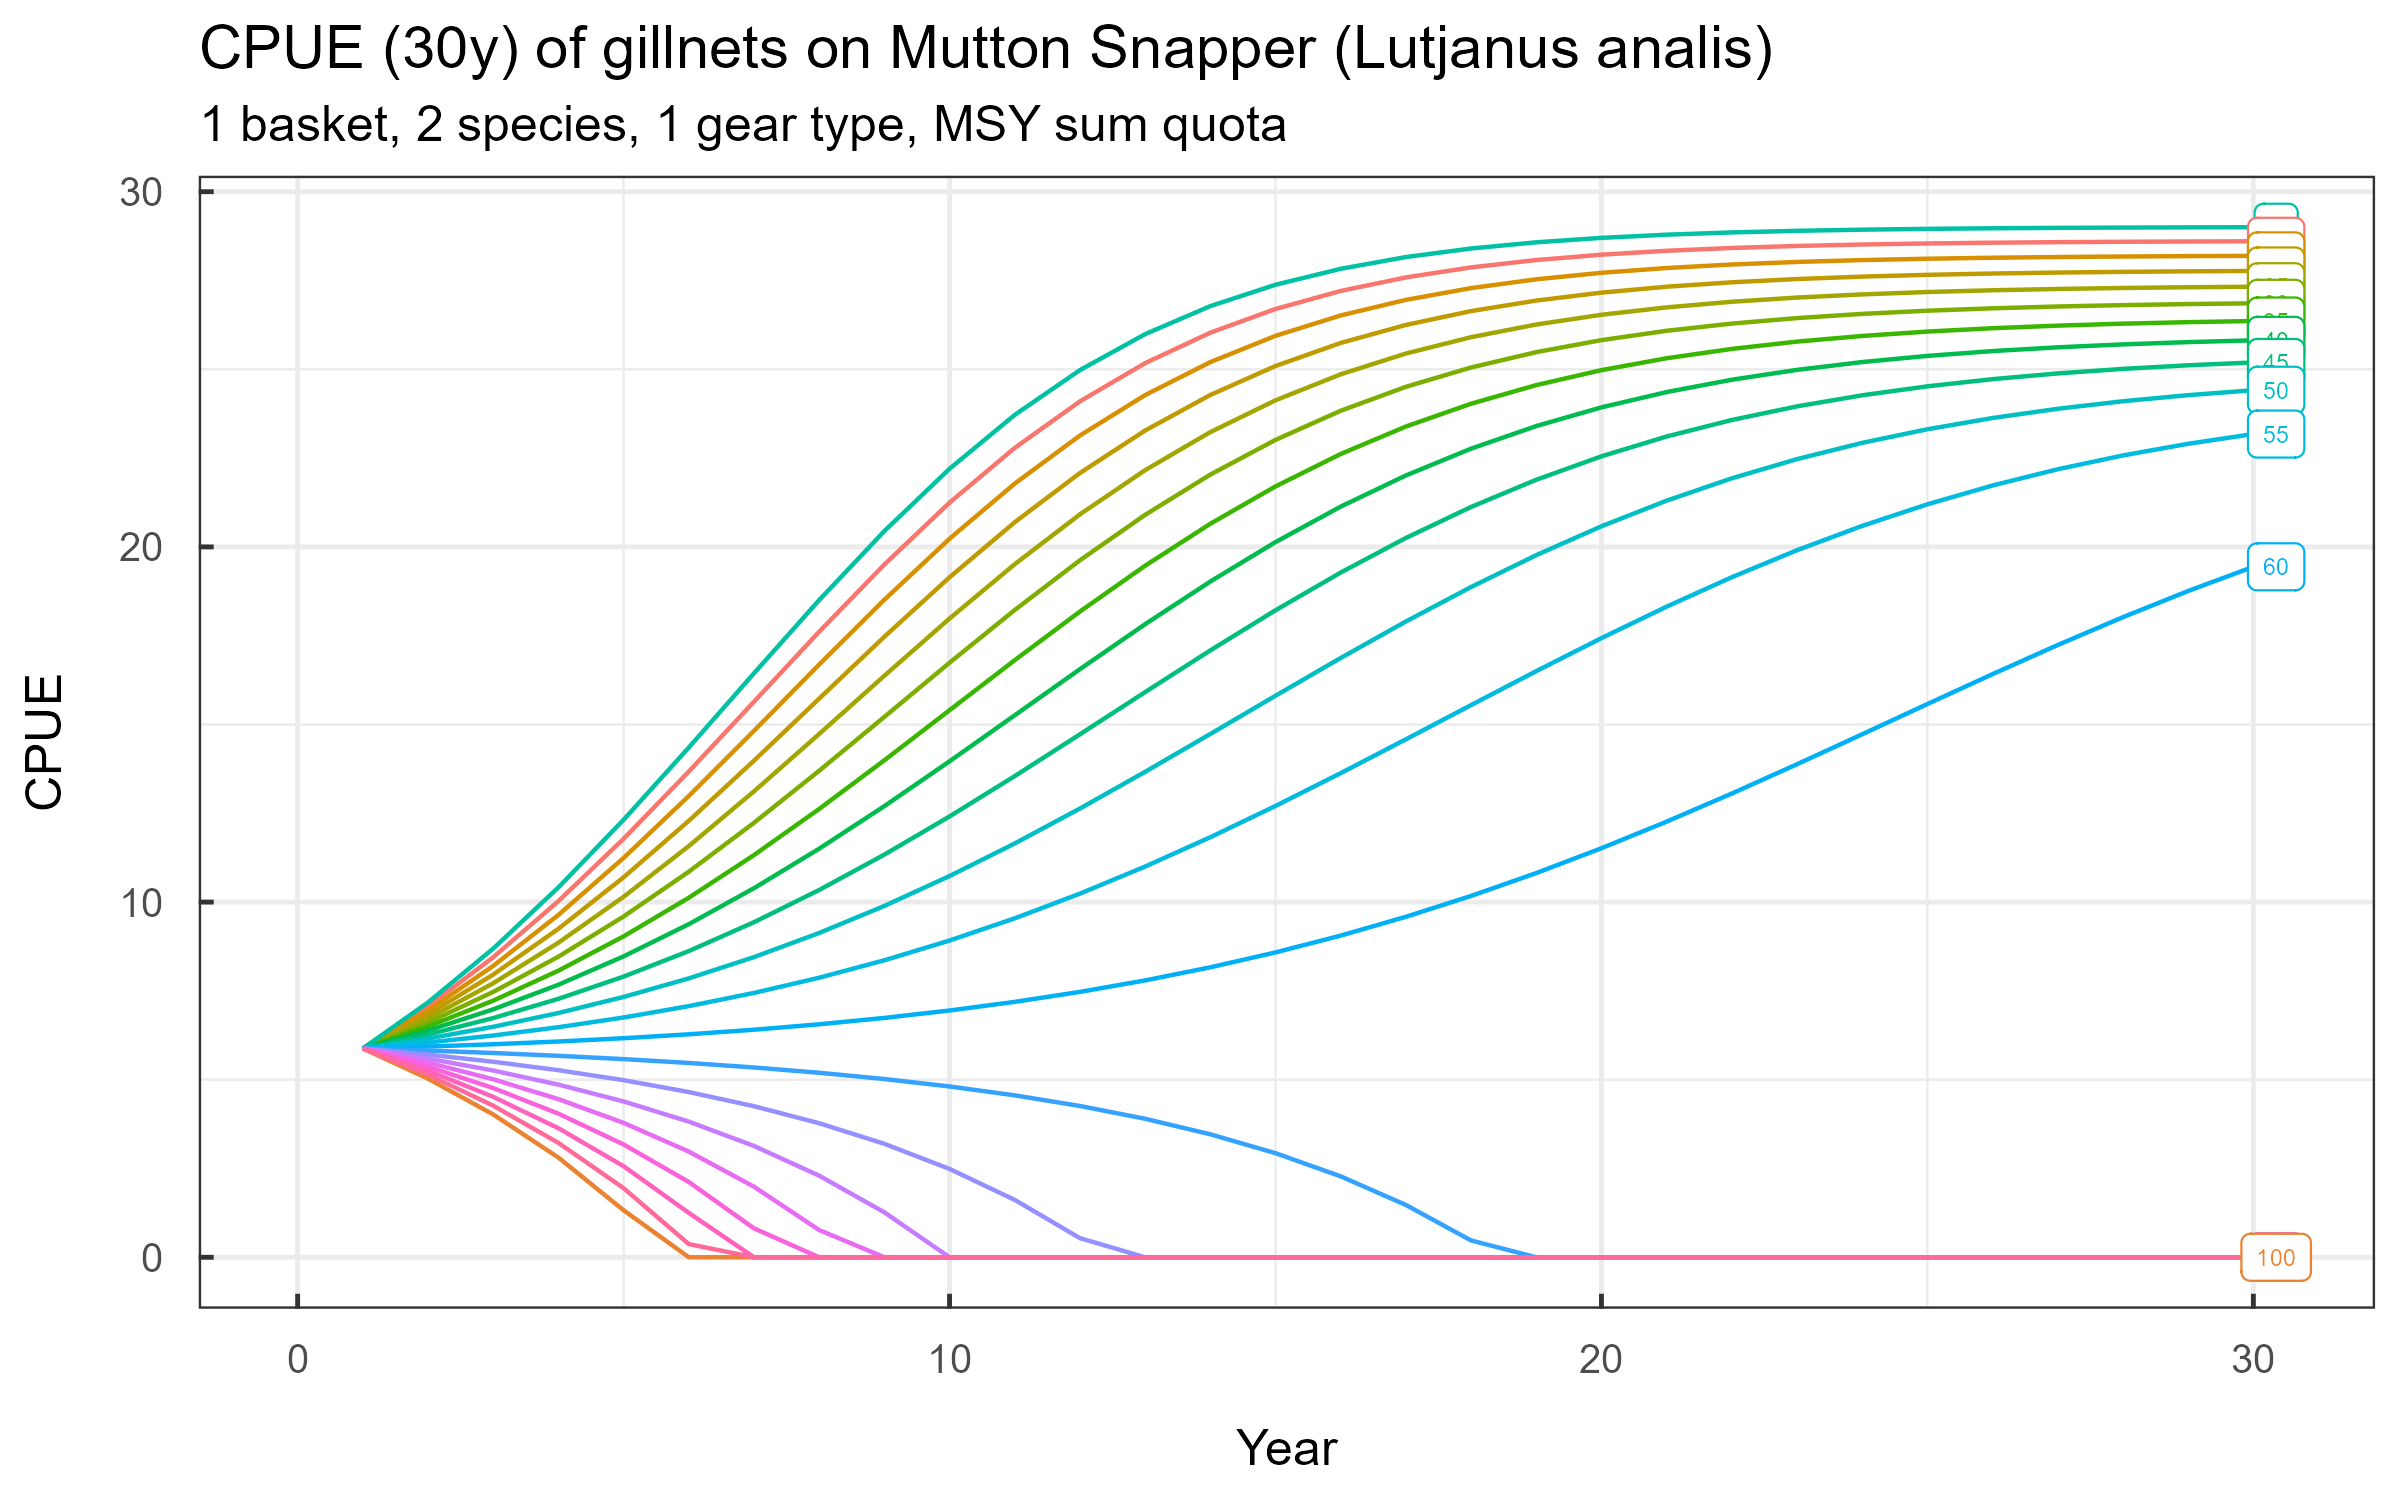 CPUE (30y) of gillnets on Mutton Snapper (Lutjanus analis)
1 basket, 2 species, 1 gear type, MSY sum quota
30
20
10
0
CPUE
45
50
55
60
100
0 10 20 30
Year